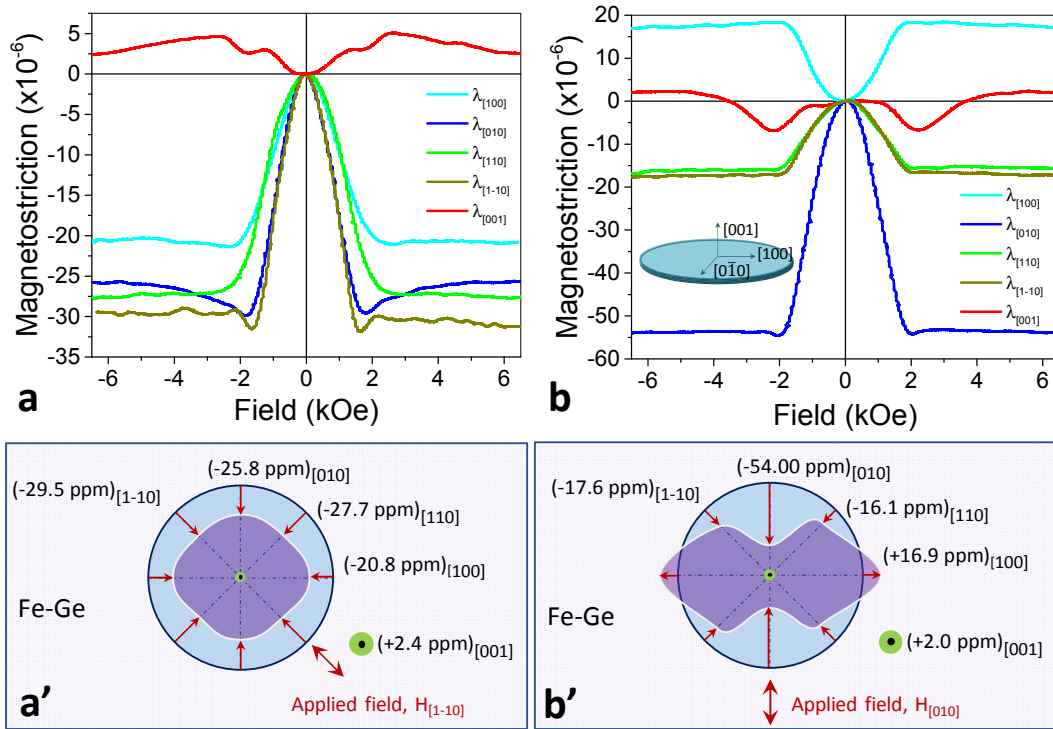 5
0
-5
-10
-15
-20
-25
-30
-35
Magnetostriction (x10⁻⁶)
λ[100]
λ[010]
λ[110]
λ[1-10]
λ[001]
-6 -4 -2 0 2 4 6
Field (kOe)
a
20
10
0
-10
-20
-30
-40
-50
-60
Magnetostriction (x10⁻⁶)
λ[100]
λ[010]
λ[110]
λ[1-10]
λ[001]
[001]
[100]
[01̄0]
-6 -4 -2 0 2 4 6
Field (kOe)
b
(-25.8 ppm)[010]
(-29.5 ppm)[1-10]
(-27.7 ppm)[110]
(-20.8 ppm)[100]
Fe-Ge
(+2.4 ppm)[001]
Applied field, H[1-10]
a′
(-54.00 ppm)[010]
(-17.6 ppm)[1-10]
(-16.1 ppm)[110]
(+16.9 ppm)[100]
Fe-Ge
(+2.0 ppm)[001]
Applied field, H[010]
b′